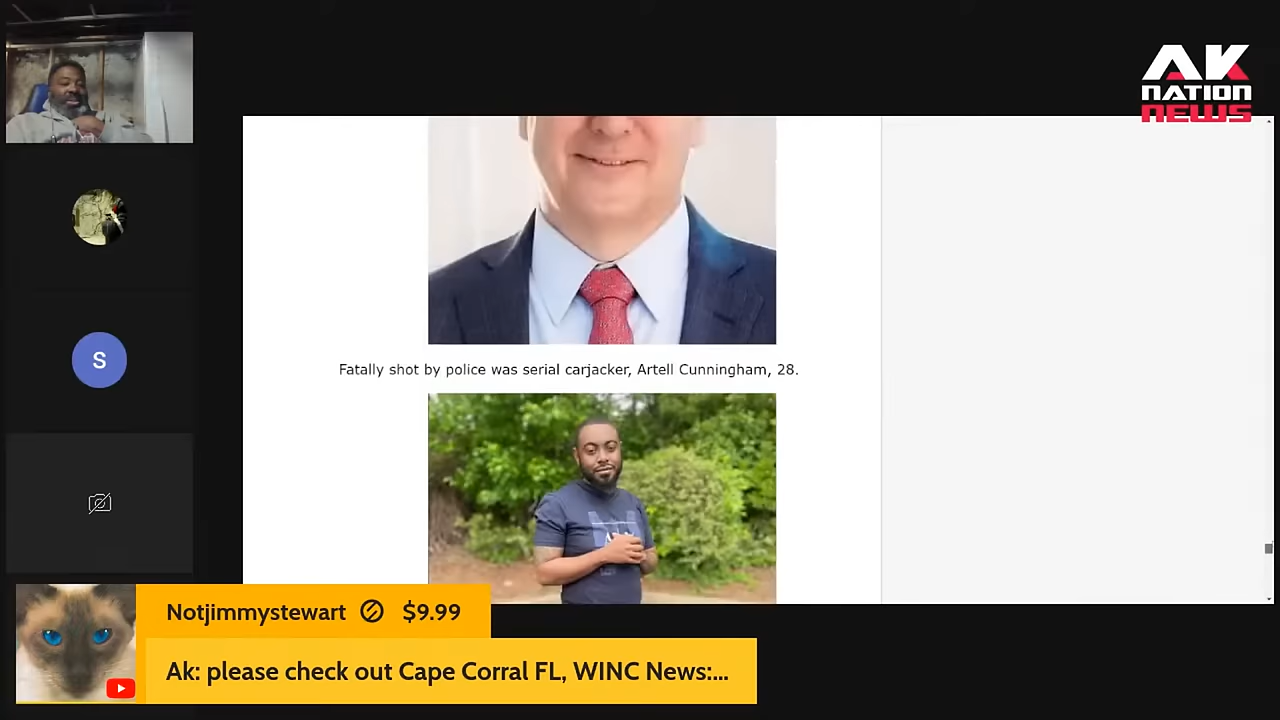 AK
NATION
NEWS
Fatally shot by police was serial carjacker, Artell Cunningham, 28.
S
Notjimmystewart $9.99
Ak: please check out Cape Corral FL, WINC News:...